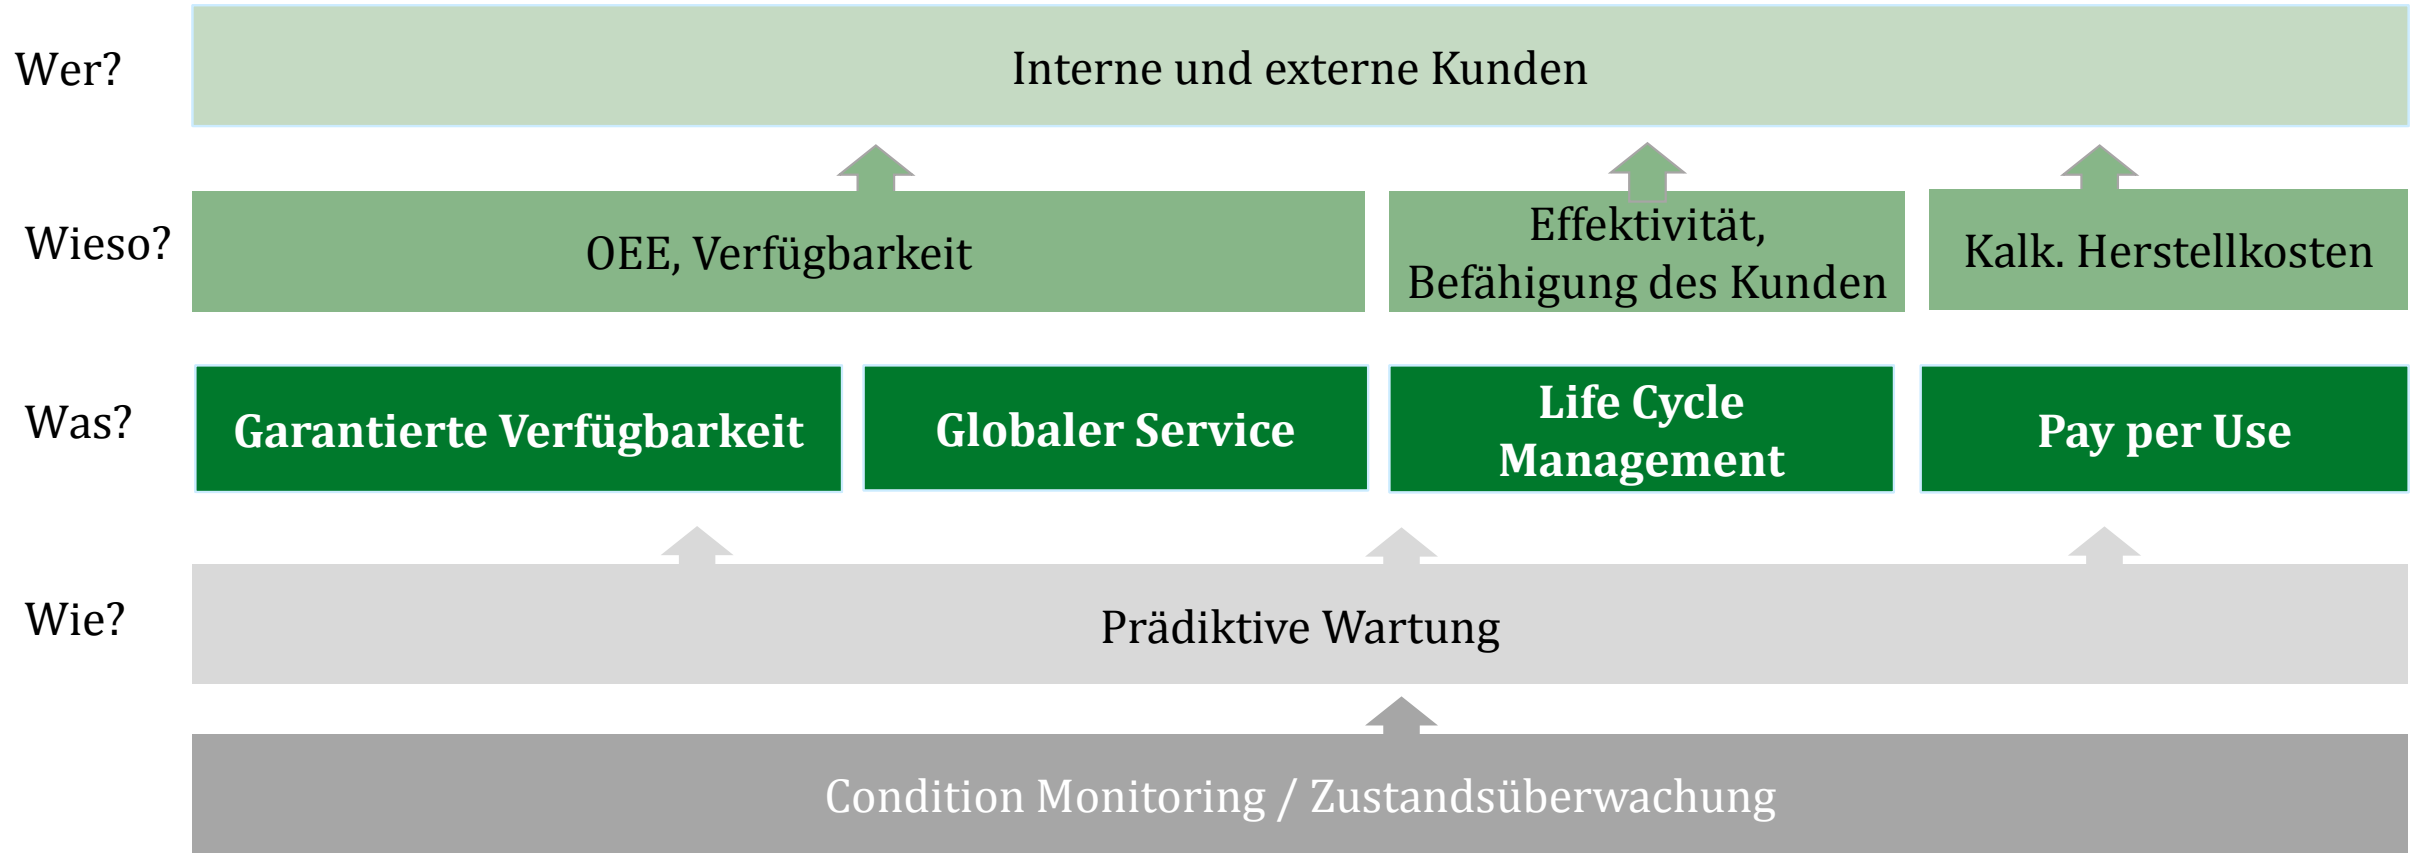 Wer?
Interne und externe Kunden
Wieso?
OEE, Verfügbarkeit
Effektivität,
Befähigung des Kunden
Kalk. Herstellkosten
Was?
Garantierte Verfügbarkeit
Globaler Service
Life Cycle
Management
Pay per Use
Wie?
Prädiktive Wartung
Condition Monitoring / Zustandsüberwachung